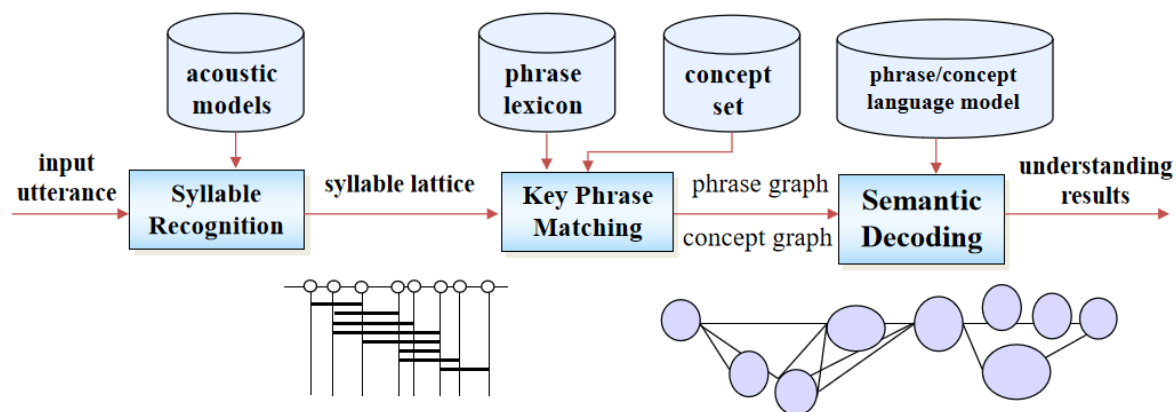 acoustic
models
phrase
lexicon
concept
set
phrase/concept
language model
input
utterance
Syllable
Recognition
syllable lattice
Key Phrase
Matching
phrase graph
concept graph
Semantic
Decoding
understanding
results